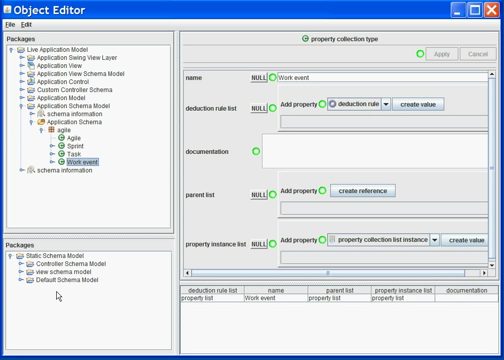 Object Editor
File Edit
Packages
Live Application Model
Application Swing View Layer
Application View
Application View Schema Model
Application Control
Custom Controller Schema
Application Model
Application Schema Model
schema information
Application Schema
agile
Agile
Sprint
Task
Work event
schema information
Packages
Static Schema Model
Controller Schema Model
view schema model
Default Schema Model
property collection type
Apply Cancel
name NULL Work event
deduction rule list NULL Add property deduction rule create value
documentation
parent list NULL Add property create reference
property instance list NULL Add property property collection list instance create value
deduction rule list name parent list property instance list documentation
property list Work event property list property list